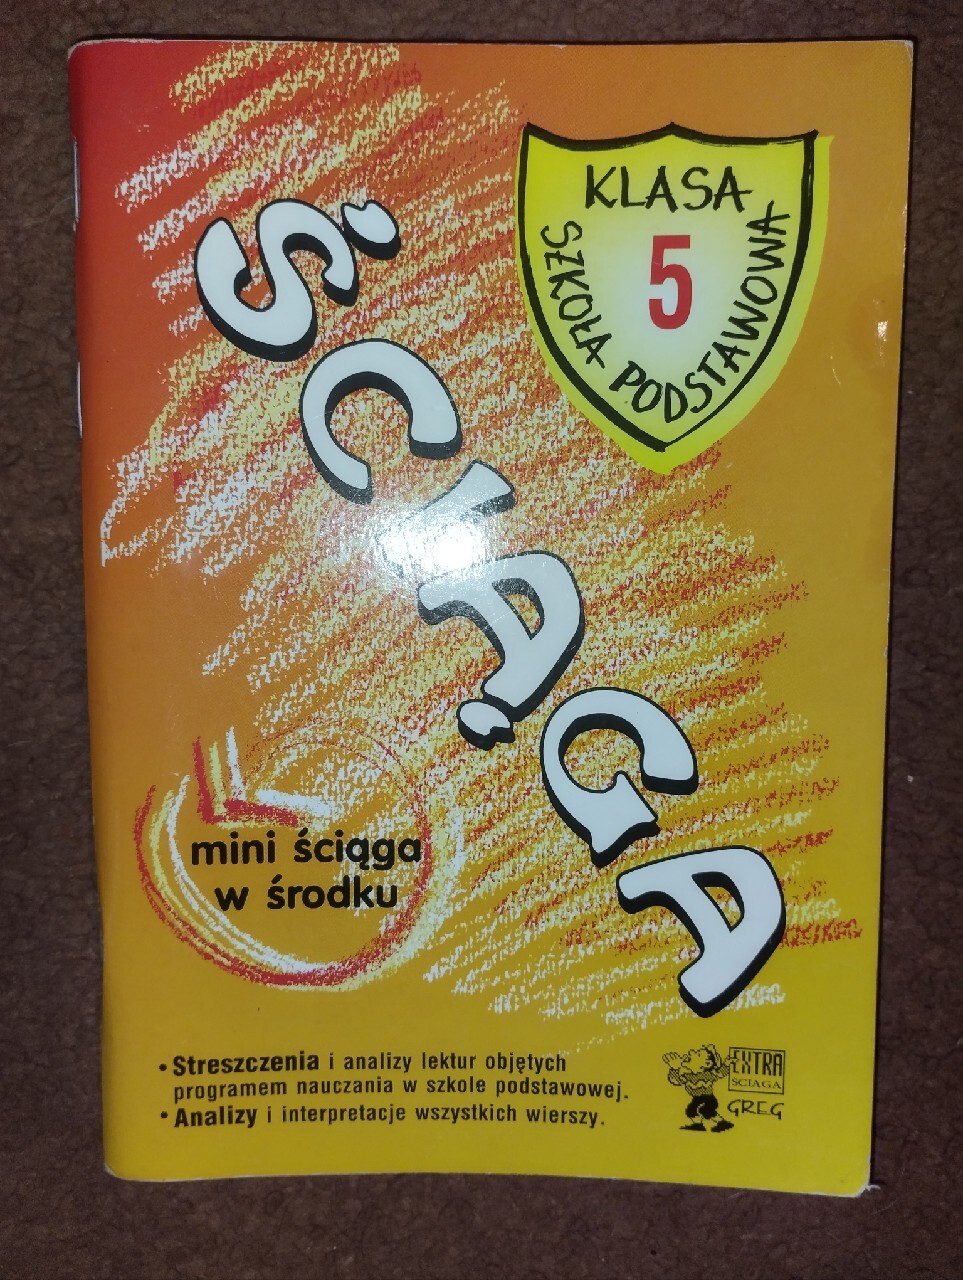 KLASA
5
SZKOŁA PODSTAWOWA
ŚCIĄGA
mini ściąga
w środku
• Streszczenia i analizy lektur objętych
programem nauczania w szkole podstawowej.
• Analizy i interpretacje wszystkich wierszy.
EXTRA
ŚCIĄGA
GREG